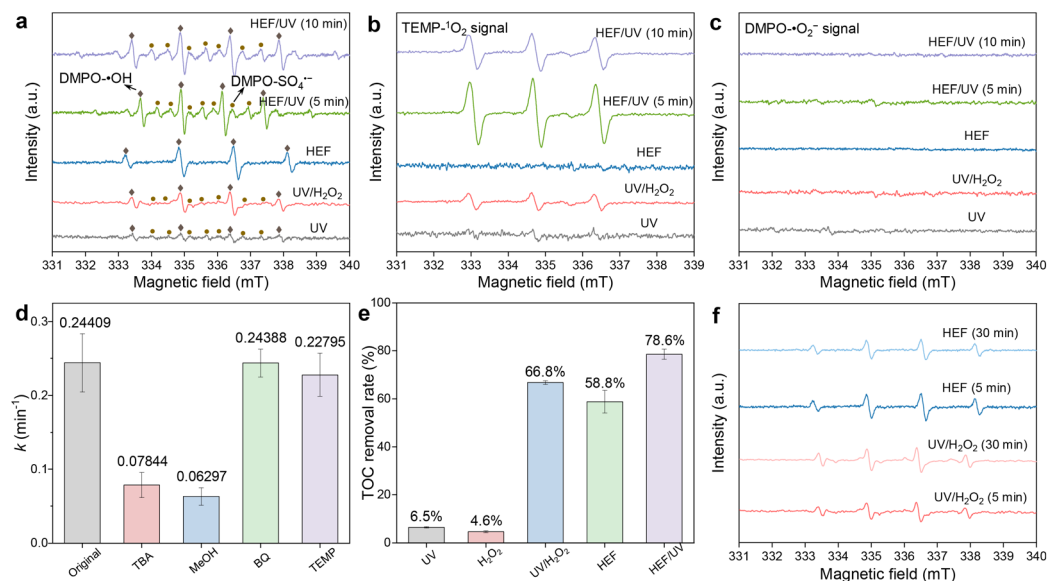 a
HEF/UV (10 min)
DMPO-•OH
DMPO-SO₄•−
HEF/UV (5 min)
HEF
UV/H₂O₂
UV
Intensity (a.u.)
331 332 333 334 335 336 337 338 339 340
Magnetic field (mT)
b
TEMP-¹O₂ signal
HEF/UV (10 min)
HEF/UV (5 min)
HEF
UV/H₂O₂
UV
Intensity (a.u.)
331 332 333 334 335 336 337 338 339
Magnetic field (mT)
c
DMPO-•O₂⁻ signal
HEF/UV (10 min)
HEF/UV (5 min)
HEF
UV/H₂O₂
UV
Intensity (a.u.)
331 332 333 334 335 336 337 338 339 340
Magnetic field (mT)
d
k (min⁻¹)
0.3
0.2
0.1
0.0
0.24409
0.07844
0.06297
0.24388
0.22795
Original
TBA
MeOH
BQ
TEMP
e
TOC removal rate (%)
100
80
60
40
20
0
6.5%
4.6%
66.8%
58.8%
78.6%
UV
H₂O₂
UV/H₂O₂
HEF
HEF/UV
f
HEF (30 min)
HEF (5 min)
UV/H₂O₂ (30 min)
UV/H₂O₂ (5 min)
Intensity (a.u.)
331 332 333 334 335 336 337 338 339 340
Magnetic field (mT)